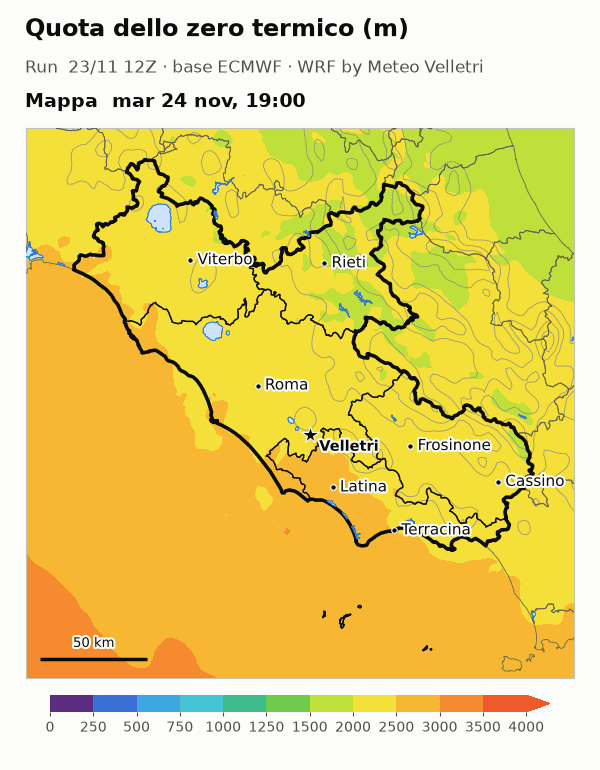 Quota dello zero termico (m)
Run  23/11 12Z · base ECMWF · WRF by Meteo Velletri
Mappa  mar 24 nov, 19:00
Viterbo
Rieti
Roma
Velletri
Frosinone
Cassino
Latina
Terracina
50 km
0 250 500 750 1000 1250 1500 2000 2500 3000 3500 4000